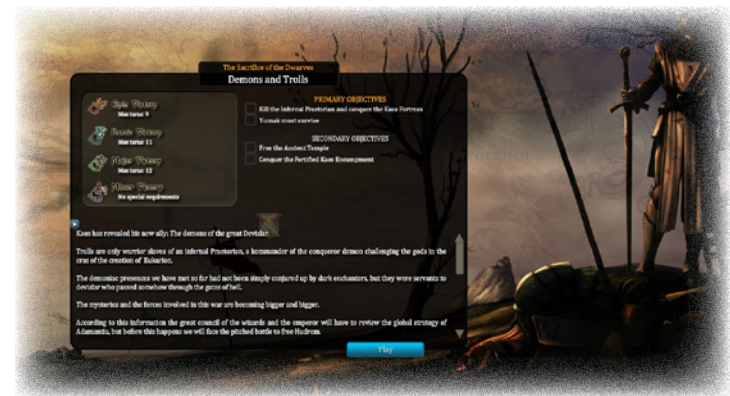 The Sacrifice of the Dwarves
Demons and Trolls
Epic Victory
Max turns: 9
Victory
Max turns: 11
Major Victory
Max turns: 12
Minor Victory
No special requirements
PRIMARY OBJECTIVES
Kill the Infernal Praetorian and conquer the Kaos Fortress
must survive
SECONDARY OBJECTIVES
Free the Ancient Temple
Conquer the Fortified Kaos Encampment
Kaos has revealed his new ally: The demons of the great Devidar.
Trolls are only warrior slaves of an infernal Praetorian, a kommander of the conqueror demon challenging the gods in the
eras of the creation of Eukarion.
The demoniac presences we have met so far had not been simply conjured up by dark enchanters, but they were servants to
devidar who passed somehow through the gates of hell.
The mysteries and the forces involved in this war are becoming bigger and bigger.
According to this information the great council of the wizards and the emperor will have to review the global strategy of
Adamantis, but before this happens we will face the pitched battle to free Hudrom.
Play